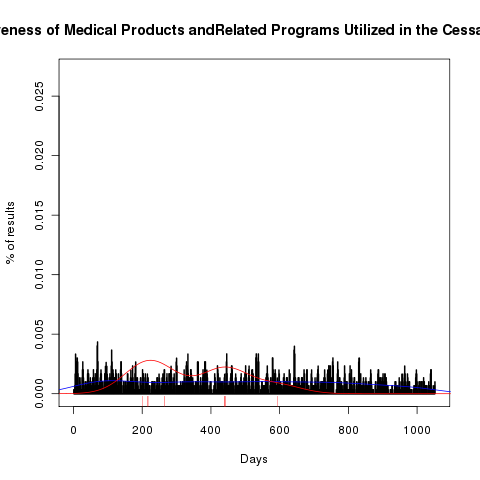 eness of Medical Products andRelated Programs Utilized in the Cessa
0.025
0.020
0.015
0.010
0.005
0.000
% of results
0 200 400 600 800 1000
Days